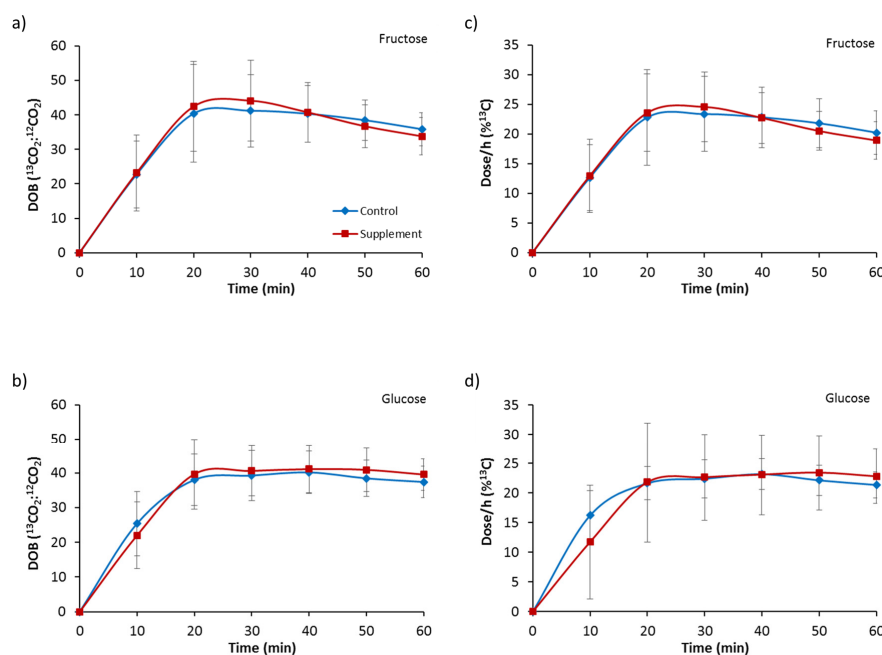 a)
Fructose
DOB (¹³CO₂:¹²CO₂)
60
50
40
30
20
10
0
Control
Supplement
0 10 20 30 40 50 60
Time (min)
c)
Fructose
Dose/h (%¹³C)
35
30
25
20
15
10
5
0
0 10 20 30 40 50 60
Time (min)
b)
Glucose
DOB (¹³CO₂:¹²CO₂)
60
50
40
30
20
10
0
0 10 20 30 40 50 60
Time (min)
d)
Glucose
Dose/h (%¹³C)
35
30
25
20
15
10
5
0
0 10 20 30 40 50 60
Time (min)